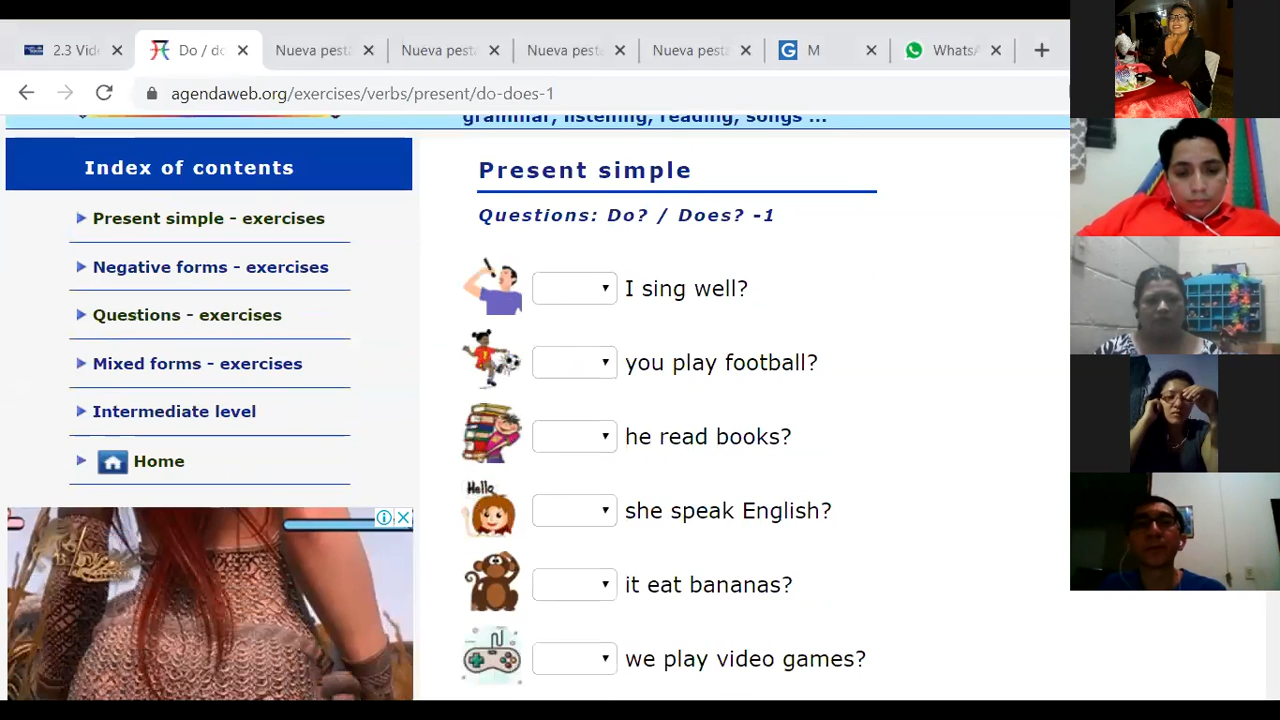 2.3 Vid
Do / do
Nueva pest
Nueva pest
Nueva pest
Nueva pest
M
Whats
agendaweb.org/exercises/verbs/present/do-does-1
grammar, listening, reading, songs ...
Index of contents
Present simple - exercises
Negative forms - exercises
Questions - exercises
Mixed forms - exercises
Intermediate level
Home
Present simple
Questions: Do? / Does? -1
I sing well?
you play football?
he read books?
Hello
she speak English?
it eat bananas?
we play video games?